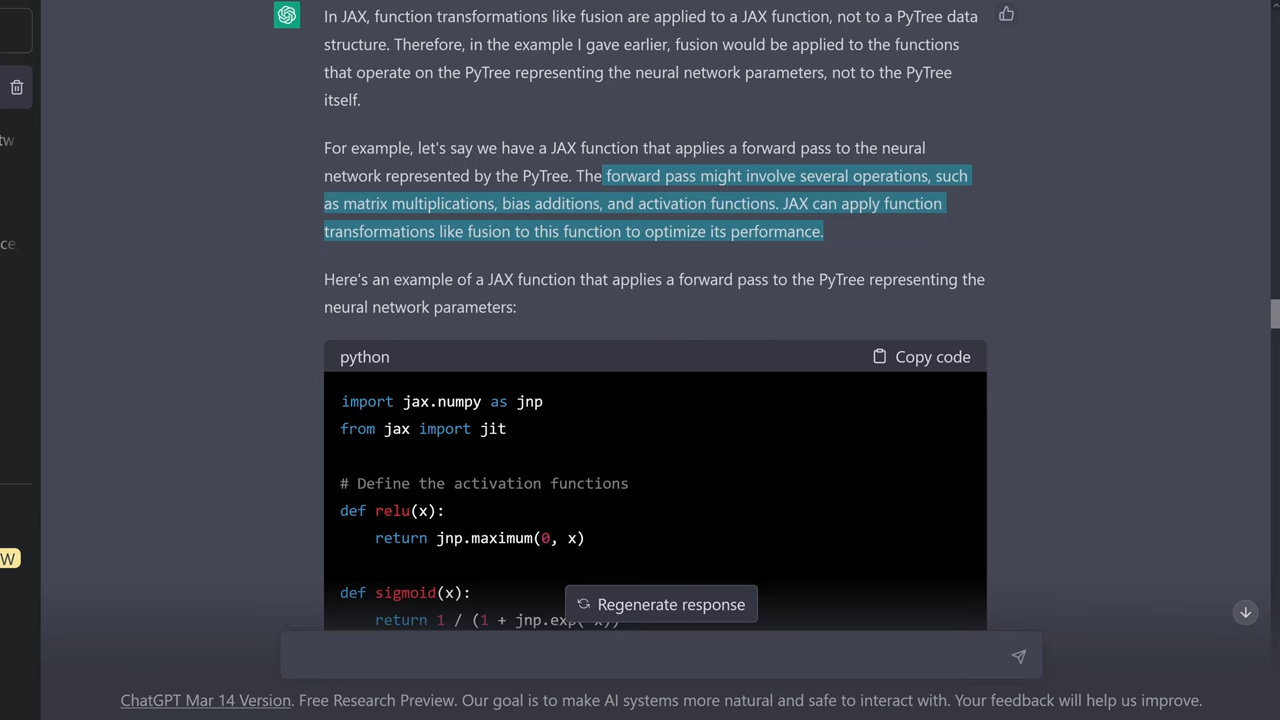 In JAX, function transformations like fusion are applied to a JAX function, not to a PyTree data
structure. Therefore, in the example I gave earlier, fusion would be applied to the functions
that operate on the PyTree representing the neural network parameters, not to the PyTree
itself.
tw
For example, let's say we have a JAX function that applies a forward pass to the neural
network represented by the PyTree. The forward pass might involve several operations, such
as matrix multiplications, bias additions, and activation functions. JAX can apply function
transformations like fusion to this function to optimize its performance.
ce.
Here's an example of a JAX function that applies a forward pass to the PyTree representing the
neural network parameters:
python
Copy code
import jax.numpy as jnp
from jax import jit
# Define the activation functions
def relu(x):
return jnp.maximum(0, x)
W
def sigmoid(x):
return 1 / (1 + jnp.exp(-x))
Regenerate response
ChatGPT Mar 14 Version. Free Research Preview. Our goal is to make AI systems more natural and safe to interact with. Your feedback will help us improve.